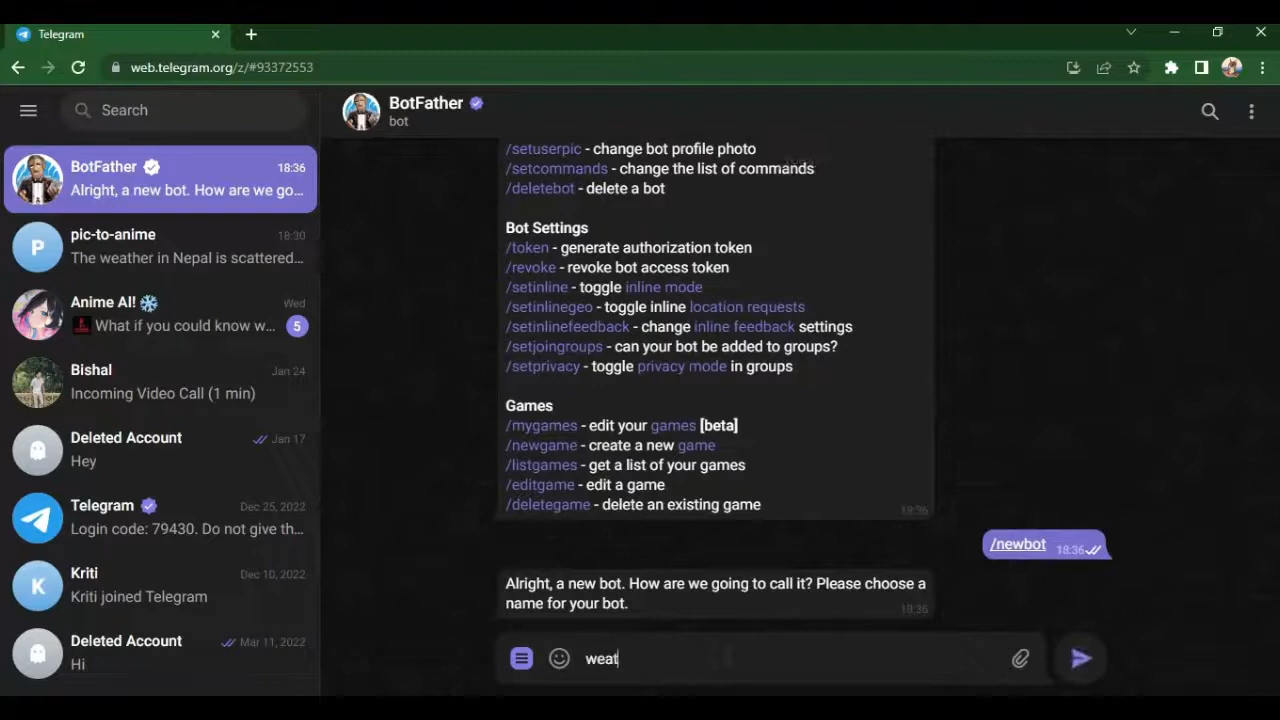 Telegram
web.telegram.org/z/#93372553
Search
BotFather
18:36
Alright, a new bot. How are we go...
P
pic-to-anime
18:30
The weather in Nepal is scattered...
Anime AI!
Wed
What if you could know w...
5
Bishal
Jan 24
Incoming Video Call (1 min)
Deleted Account
Jan 17
Hey
Telegram
Dec 25, 2022
Login code: 79430. Do not give th...
K
Kriti
Dec 10, 2022
Kriti joined Telegram
Deleted Account
Mar 11, 2022
Hi
BotFather
bot
/setuserpic - change bot profile photo
/setcommands - change the list of commands
/deletebot - delete a bot
Bot Settings
/token - generate authorization token
/revoke - revoke bot access token
/setinline - toggle inline mode
/setinlinegeo - toggle inline location requests
/setinlinefeedback - change inline feedback settings
/setjoingroups - can your bot be added to groups?
/setprivacy - toggle privacy mode in groups
Games
/mygames - edit your games [beta]
/newgame - create a new game
/listgames - get a list of your games
/editgame - edit a game
/deletegame - delete an existing game
18:36
/newbot 18:36
Alright, a new bot. How are we going to call it? Please choose a
name for your bot.
18:36
weat